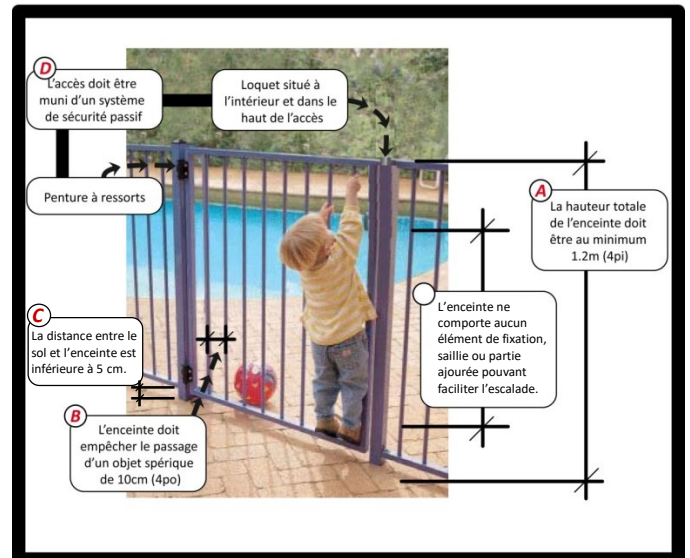 D
L'accès doit être
muni d'un système
de sécurité passif
Loquet situé à
l'intérieur et dans le
haut de l'accès
Penture à ressorts
A
La hauteur totale
de l'enceinte doit
être au minimum
1.2m (4pi)
L'enceinte ne
comporte aucun
élément de fixation,
saillie ou partie
ajourée pouvant
faciliter l'escalade.
C
La distance entre le
sol et l'enceinte est
inférieure à 5 cm.
B
L'enceinte doit
empêcher le passage
d'un objet spérique
de 10cm (4po)